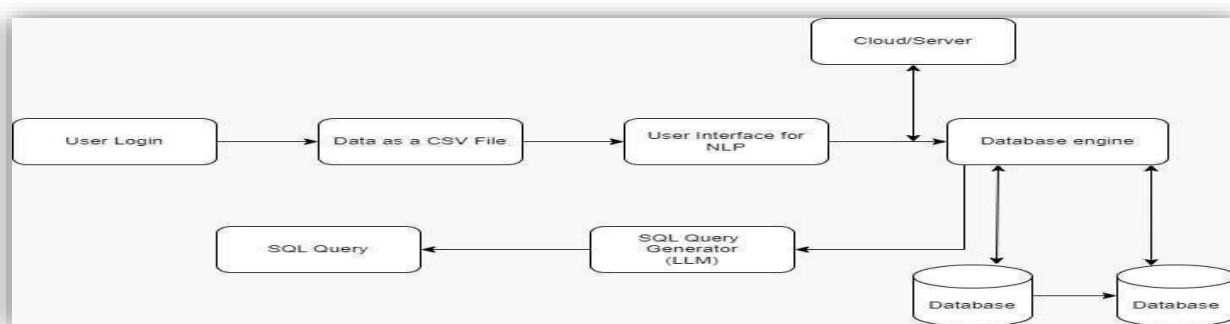 Cloud/Server
User Login
Data as a CSV File
User Interface for
NLP
Database engine
SQL Query
SQL Query
Generator
(LLM)
Database
Database